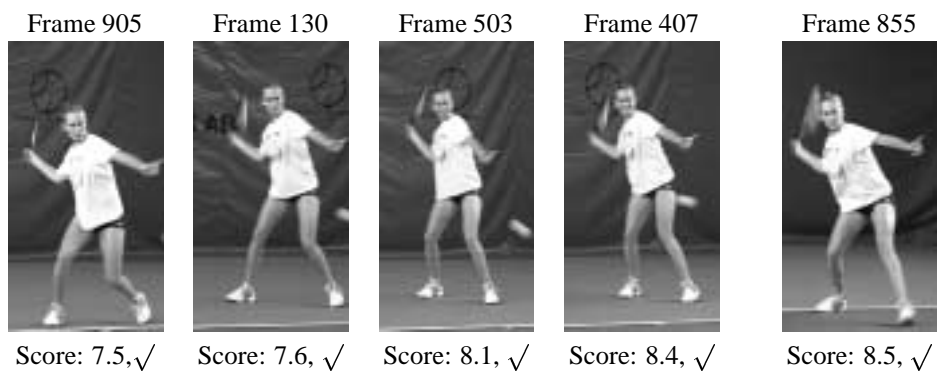 Frame 905 Frame 130 Frame 503 Frame 407 Frame 855
Score: 7.5,√ Score: 7.6, √ Score: 8.1, √ Score: 8.4, √ Score: 8.5, √